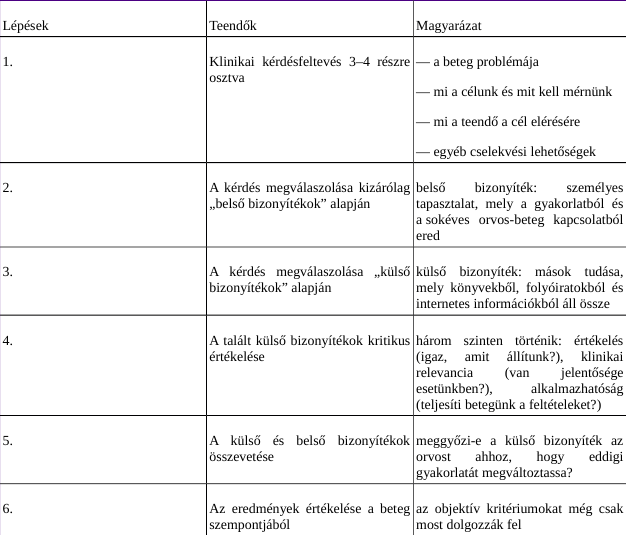 Lépések
Teendők
Magyarázat
1.
Klinikai kérdésfeltevés 3–4 részre
osztva
— a beteg problémája
— mi a célunk és mit kell mérnünk
— mi a teendő a cél elérésére
— egyéb cselekvési lehetőségek
2.
A kérdés megválaszolása kizárólag
„belső bizonyítékok” alapján
belső bizonyíték: személyes
tapasztalat, mely a gyakorlatból és
a sokéves orvos-beteg kapcsolatból
ered
3.
A kérdés megválaszolása „külső
bizonyítékok” alapján
külső bizonyíték: mások tudása,
mely könyvekből, folyóiratokból és
internetes információkból áll össze
4.
A talált külső bizonyítékok kritikus
értékelése
három szinten történik: értékelés
(igaz, amit állítunk?), klinikai
relevancia (van jelentősége
esetünkben?), alkalmazhatóság
(teljesíti betegünk a feltételeket?)
5.
A külső és belső bizonyítékok
összevetése
meggyőzi-e a külső bizonyíték az
orvost ahhoz, hogy eddigi
gyakorlatát megváltoztassa?
6.
Az eredmények értékelése a beteg
szempontjából
az objektív kritériumokat még csak
most dolgozzák fel